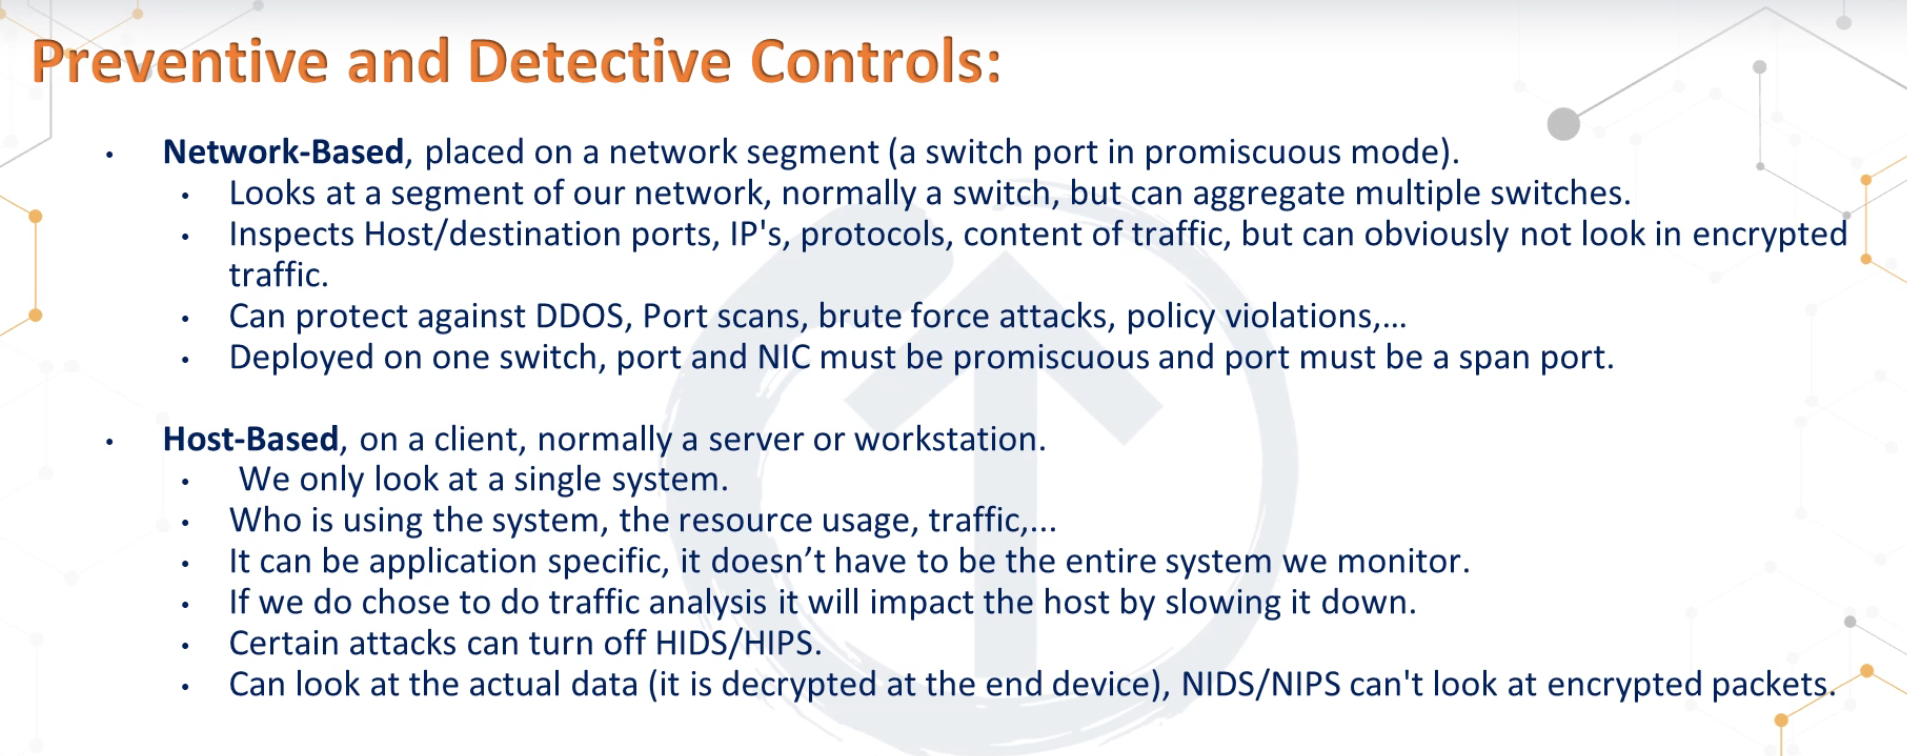 Preventive and Detective Controls:
• Network-Based, placed on a network segment (a switch port in promiscuous mode).
• Looks at a segment of our network, normally a switch, but can aggregate multiple switches.
• Inspects Host/destination ports, IP's, protocols, content of traffic, but can obviously not look in encrypted
traffic.
• Can protect against DDOS, Port scans, brute force attacks, policy violations,...
• Deployed on one switch, port and NIC must be promiscuous and port must be a span port.
• Host-Based, on a client, normally a server or workstation.
• We only look at a single system.
• Who is using the system, the resource usage, traffic,...
• It can be application specific, it doesn’t have to be the entire system we monitor.
• If we do chose to do traffic analysis it will impact the host by slowing it down.
• Certain attacks can turn off HIDS/HIPS.
• Can look at the actual data (it is decrypted at the end device), NIDS/NIPS can't look at encrypted packets.